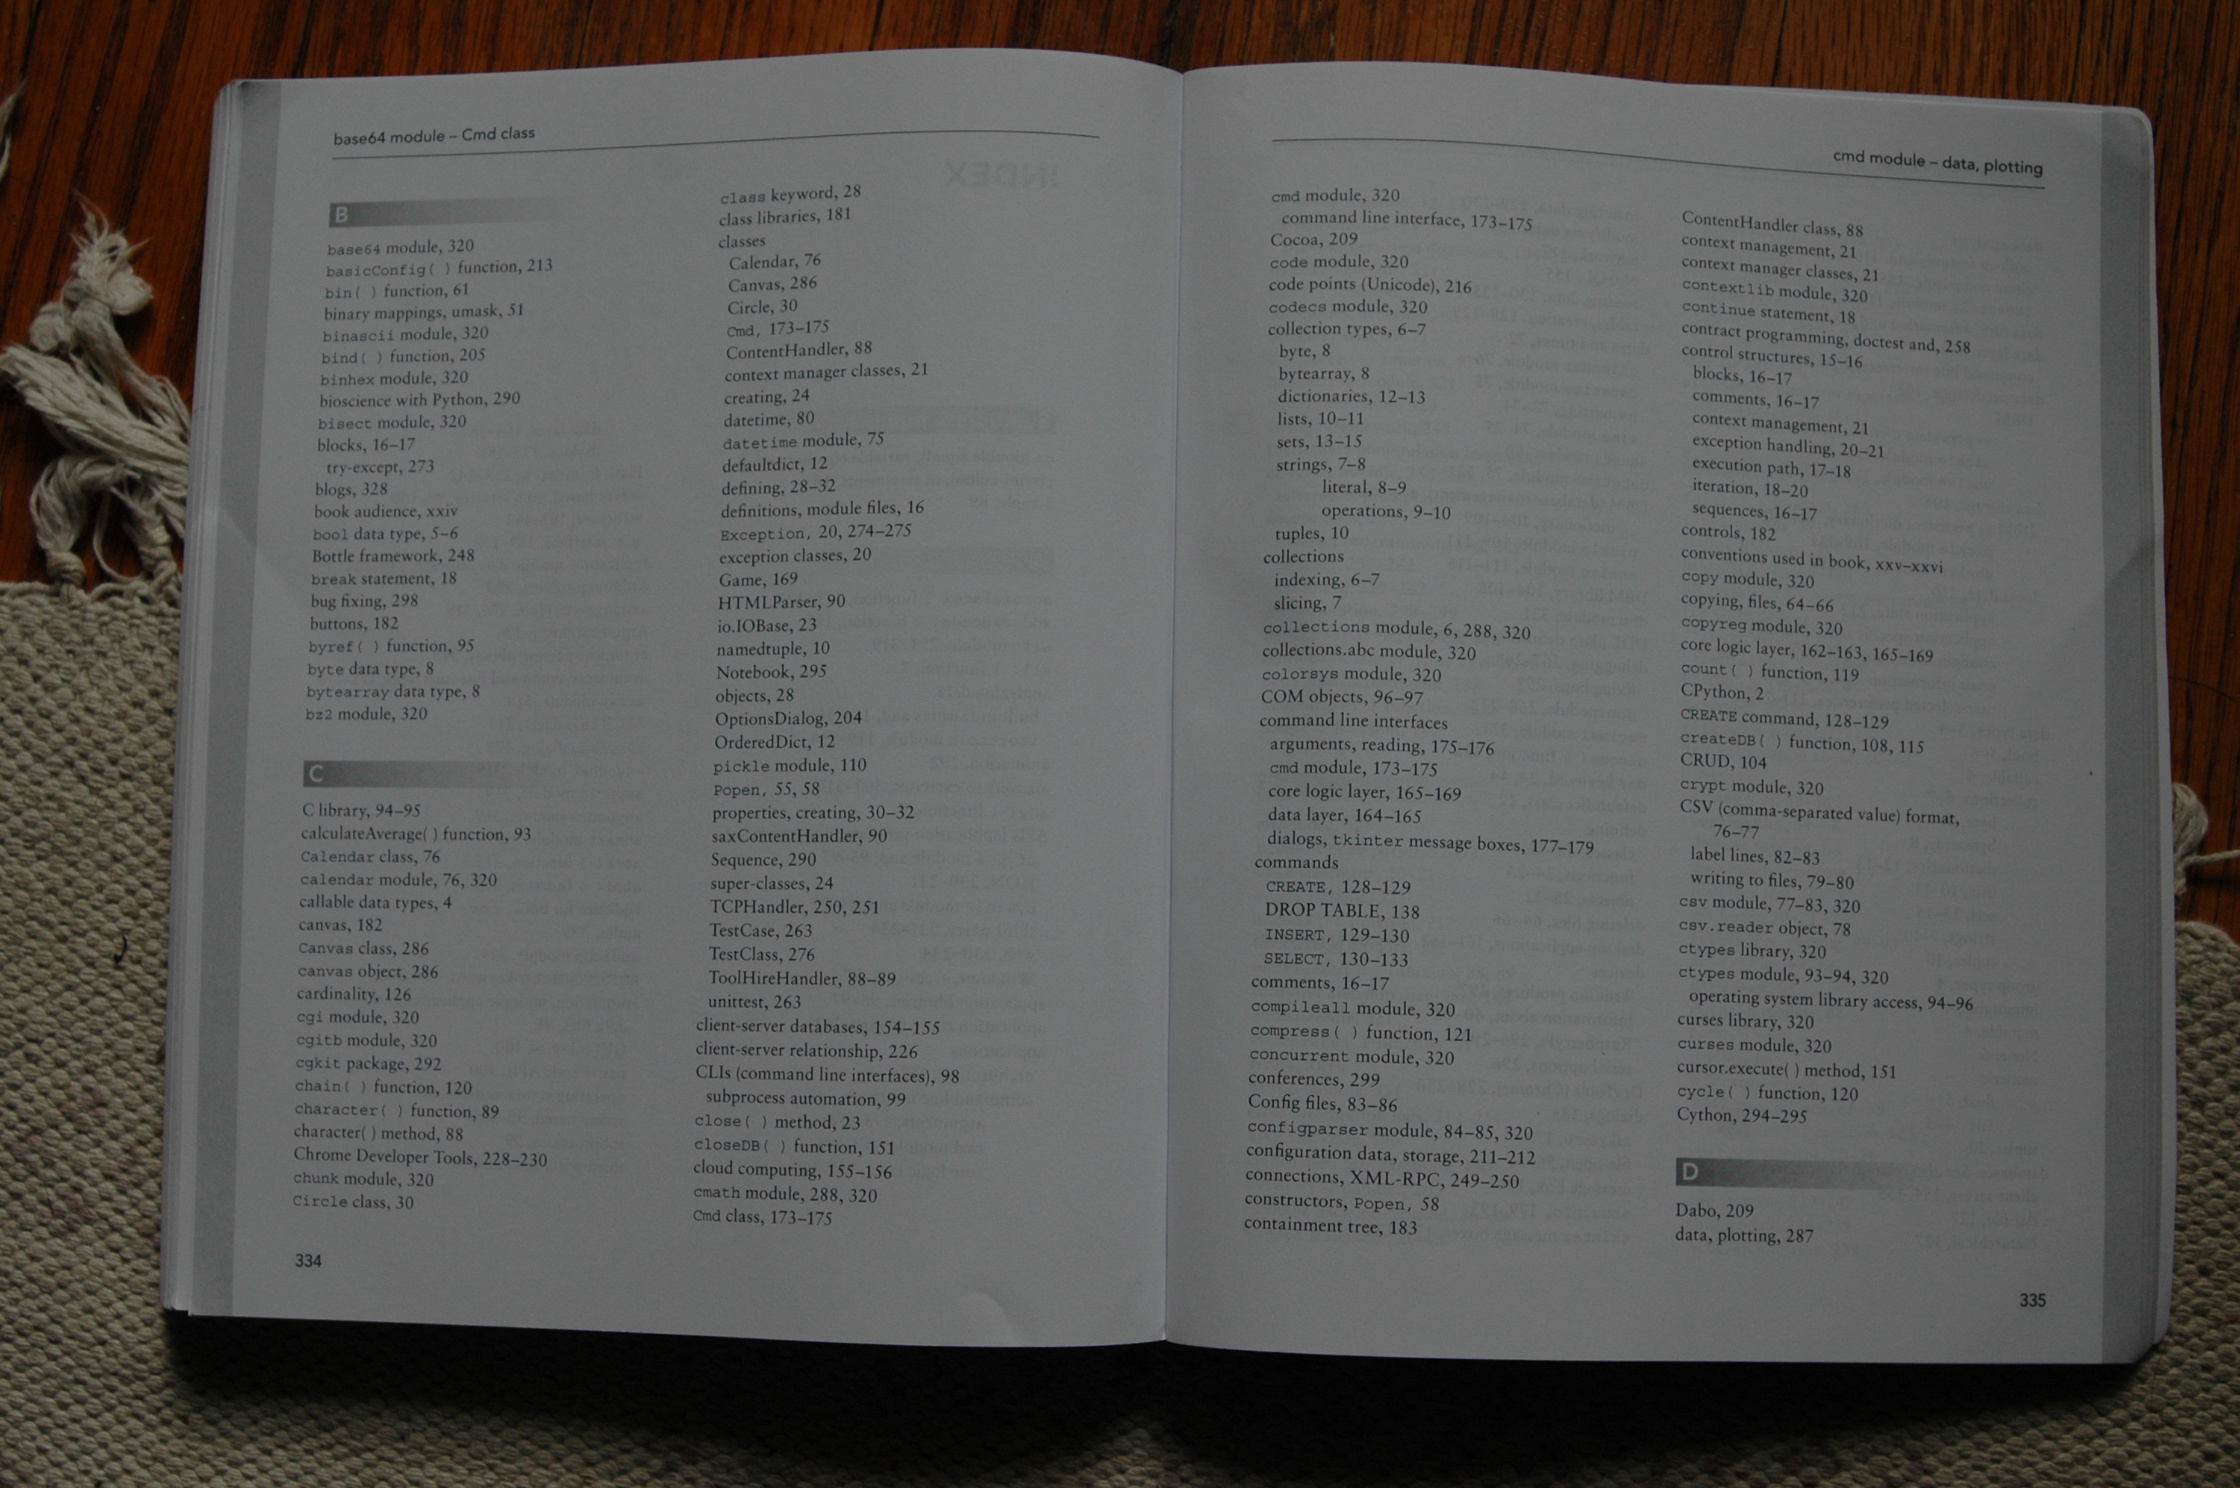 base64 module – Cmd class
B
base64 module, 320
basicConfig( ) function, 213
bin( ) function, 61
binary mappings, umask, 51
binascii module, 320
bind( ) function, 205
binhex module, 320
bioscience with Python, 290
bisect module, 320
blocks, 16–17
try-except, 273
blogs, 328
book audience, xxiv
bool data type, 5–6
Bottle framework, 248
break statement, 18
bug fixing, 298
buttons, 182
byref( ) function, 95
byte data type, 8
bytearray data type, 8
bz2 module, 320
C
C library, 94–95
calculateAverage( ) function, 93
Calendar class, 76
calendar module, 76, 320
callable data types, 4
canvas, 182
Canvas class, 286
canvas object, 286
cardinality, 126
cgi module, 320
cgitb module, 320
cgkit package, 292
chain( ) function, 120
character( ) function, 89
character( ) method, 88
Chrome Developer Tools, 228–230
chunk module, 320
Circle class, 30
class keyword, 28
class libraries, 181
classes
Calendar, 76
Canvas, 286
Circle, 30
Cmd, 173–175
ContentHandler, 88
context manager classes, 21
creating, 24
datetime, 80
datetime module, 75
defaultdict, 12
defining, 28–32
definitions, module files, 16
Exception, 20, 274–275
exception classes, 20
Game, 169
HTMLParser, 90
io.IOBase, 23
namedtuple, 10
Notebook, 295
objects, 28
OptionsDialog, 204
OrderedDict, 12
pickle module, 110
Popen, 55, 58
properties, creating, 30–32
saxContentHandler, 90
Sequence, 290
super-classes, 24
TCPHandler, 250, 251
TestCase, 263
TestClass, 276
ToolHireHandler, 88–89
unittest, 263
client-server databases, 154–155
client-server relationship, 226
CLIs (command line interfaces), 98
subprocess automation, 99
close( ) method, 23
closeDB( ) function, 151
cloud computing, 155–156
cmath module, 288, 320
Cmd class, 173–175
334
cmd module – data, plotting
cmd module, 320
command line interface, 173–175
Cocoa, 209
code module, 320
code points (Unicode), 216
codecs module, 320
collection types, 6–7
byte, 8
bytearray, 8
dictionaries, 12–13
lists, 10–11
sets, 13–15
strings, 7–8
literal, 8–9
operations, 9–10
tuples, 10
collections
indexing, 6–7
slicing, 7
collections module, 6, 288, 320
collections.abc module, 320
colorsys module, 320
COM objects, 96–97
command line interfaces
arguments, reading, 175–176
cmd module, 173–175
core logic layer, 165–169
data layer, 164–165
dialogs, tkinter message boxes, 177–179
commands
CREATE, 128–129
DROP TABLE, 138
INSERT, 129–130
SELECT, 130–133
comments, 16–17
compileall module, 320
compress( ) function, 121
concurrent module, 320
conferences, 299
Config files, 83–86
configparser module, 84–85, 320
configuration data, storage, 211–212
connections, XML-RPC, 249–250
constructors, Popen, 58
containment tree, 183
ContentHandler class, 88
context management, 21
context manager classes, 21
contextlib module, 320
continue statement, 18
contract programming, doctest and, 258
control structures, 15–16
blocks, 16–17
comments, 16–17
context management, 21
exception handling, 20–21
execution path, 17–18
iteration, 18–20
sequences, 16–17
controls, 182
conventions used in book, xxv–xxvi
copy module, 320
copying, files, 64–66
copyreg module, 320
core logic layer, 162–163, 165–169
count( ) function, 119
CPython, 2
CREATE command, 128–129
createDB( ) function, 108, 115
CRUD, 104
crypt module, 320
CSV (comma-separated value) format,
76–77
label lines, 82–83
writing to files, 79–80
csv module, 77–83, 320
csv.reader object, 78
ctypes library, 320
ctypes module, 93–94, 320
operating system library access, 94–96
curses library, 320
curses module, 320
cursor.execute( ) method, 151
cycle( ) function, 120
Cython, 294–295
D
Dabo, 209
data, plotting, 287
335